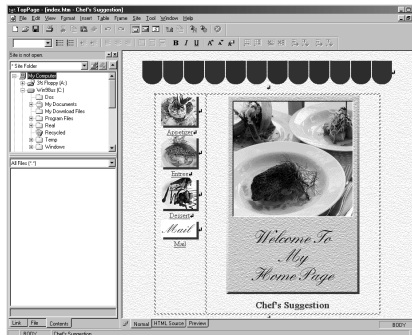 TopPage - [index.htm - Chef's Suggestion]
File Edit View Format Insert Table Frame Site Tool Window Help
Site is not open.
* Site Folder
My Computer
3½ Floppy (A:)
Win98us (C:)
Dos
My Documents
My Download Files
Program Files
Real
Recycled
Temp
Windows
All Files (*.*)
Appetizer
Entree
Dessert
Mail
Mail
Welcome To
My
Home Page
Chef's Suggestion
Link File Contents
Normal HTML Source Preview
BODY
BODY Chef's Suggestion